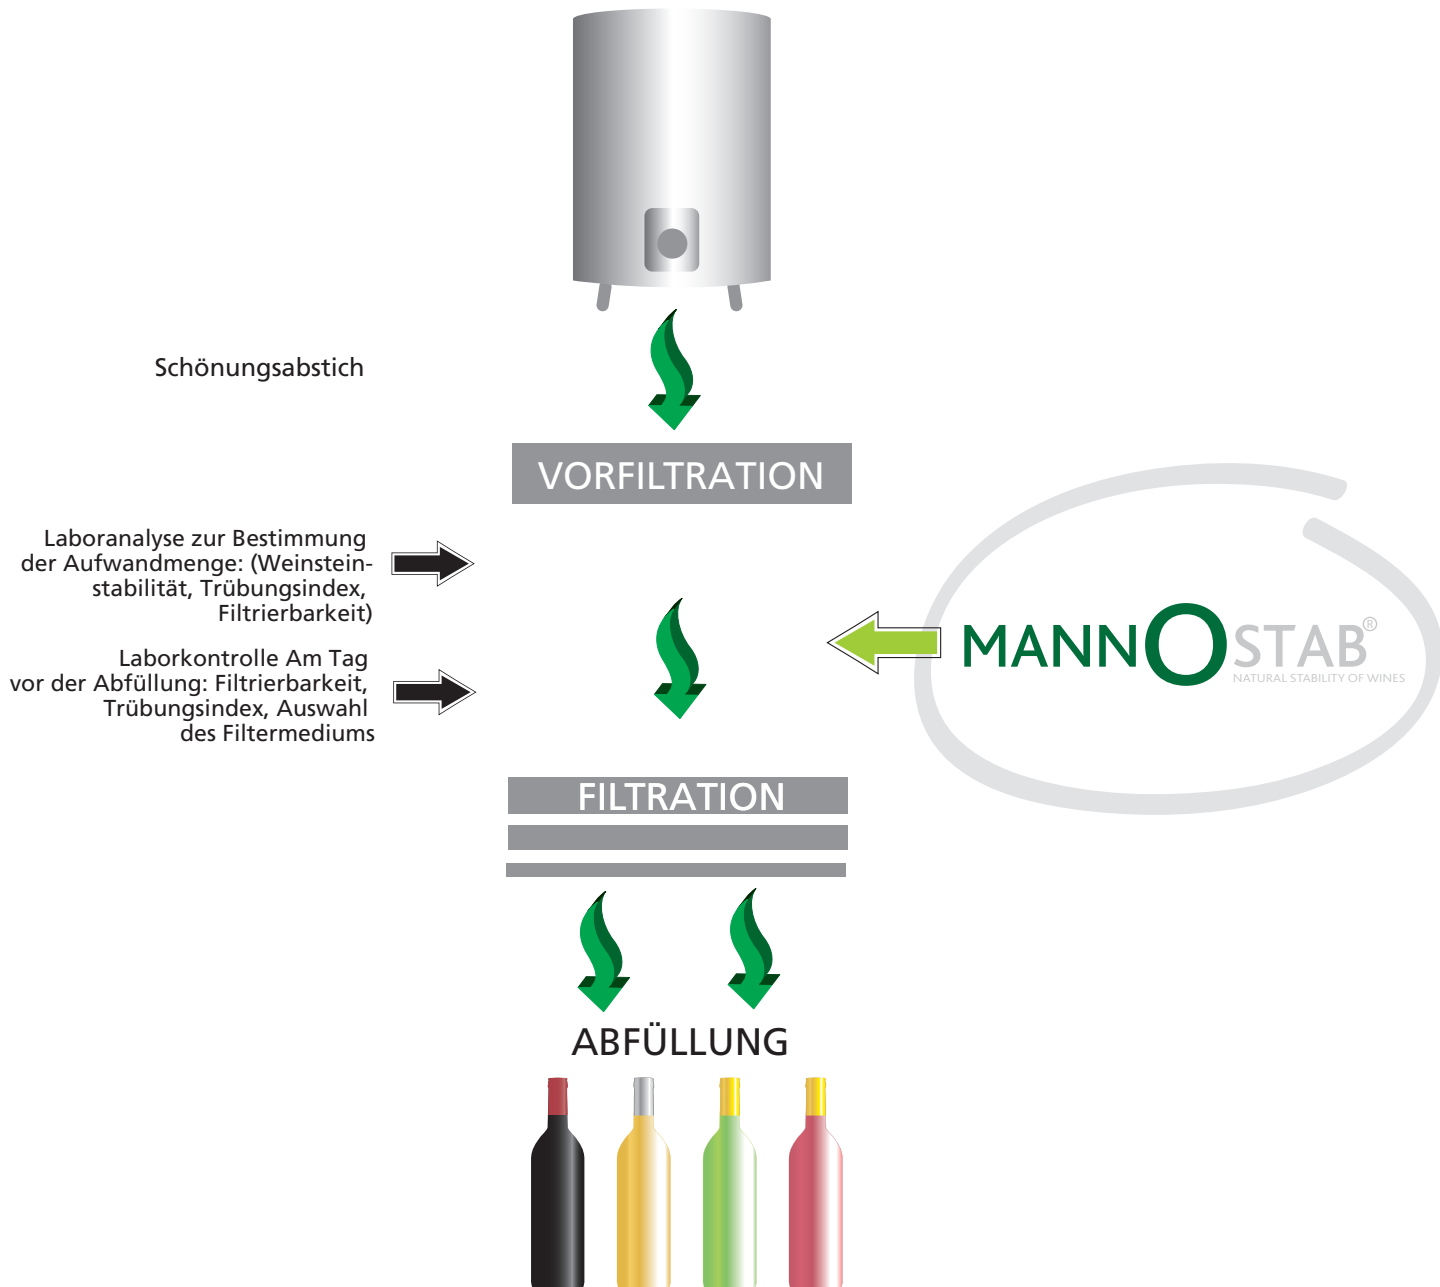 Schönungsabstich
VORFILTRATION
Laboranalyse zur Bestimmung
der Aufwandmenge: (Weinstein-
stabilität, Trübungsindex,
Filtrierbarkeit)
Laborkontrolle Am Tag
vor der Abfüllung: Filtrierbarkeit,
Trübungsindex, Auswahl
des Filtermediums
MANNOSTAB®
NATURAL STABILITY OF WINES
FILTRATION
ABFÜLLUNG